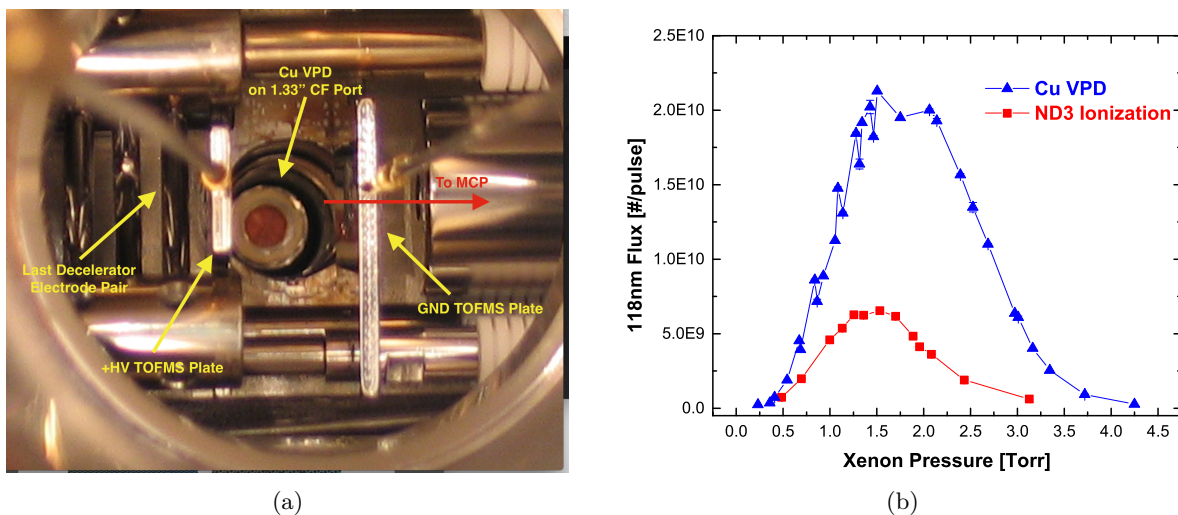 Cu VPD
on 1.33" CF Port
To MCP
Last Decelerator
Electrode Pair
GND TOFMS Plate
+HV TOFMS Plate
(a)
2.5E10
2.0E10
1.5E10
1.0E10
5.0E9
0.0
118nm Flux [#/pulse]
Cu VPD
ND3 Ionization
0.0 0.5 1.0 1.5 2.0 2.5 3.0 3.5 4.0 4.5
Xenon Pressure [Torr]
(b)